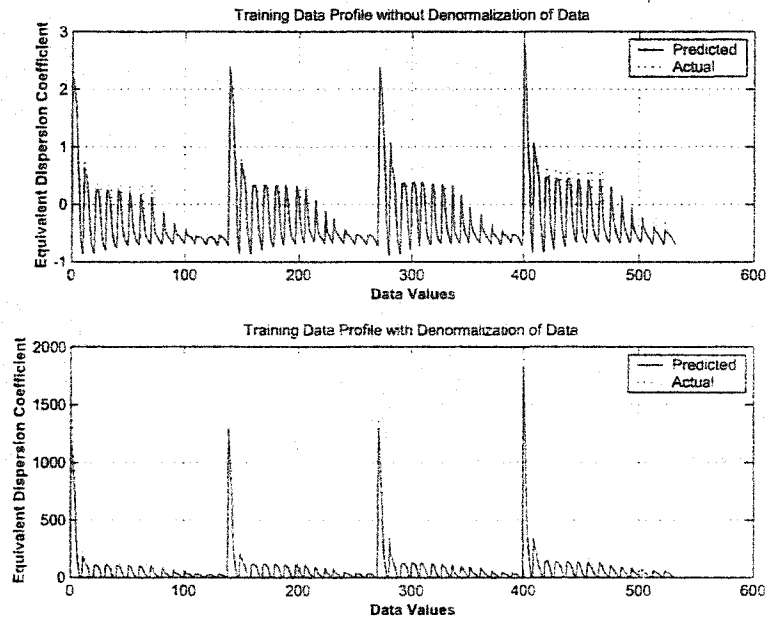 Training Data Profile without Denormalization of Data
Equivalent Dispersion Coefficient
3
2
1
0
-1
0
100
200
300
400
500
600
Data Values
Predicted
Actual
Training Data Profile with Denormalization of Data
Equivalent Dispersion Coefficient
2000
1500
1000
500
0
0
100
200
300
400
500
600
Data Values
Predicted
Actual